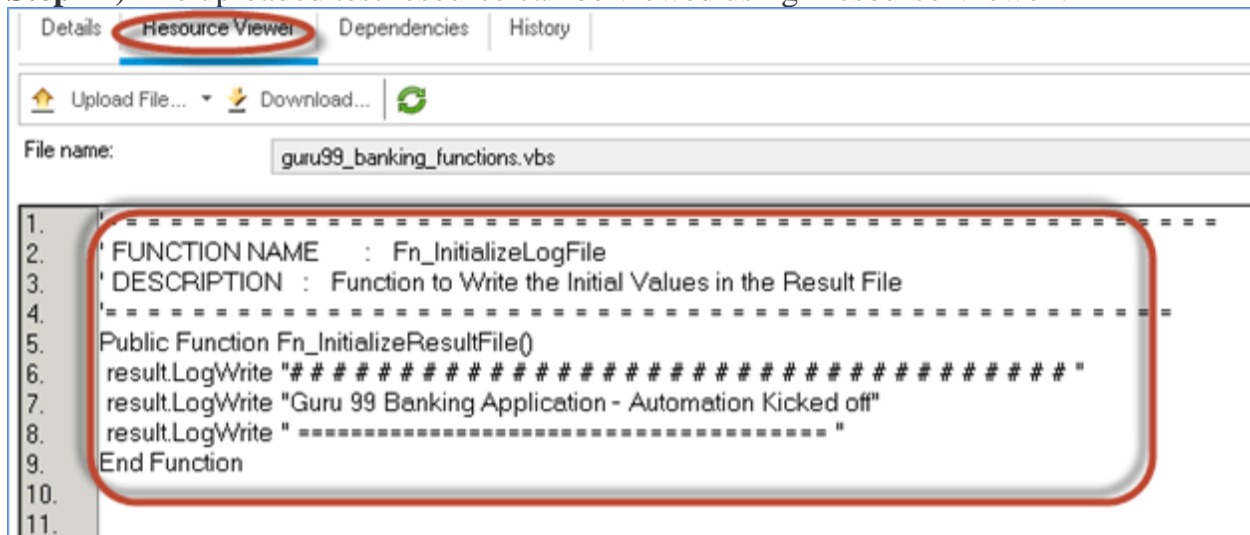 Details Resource Viewer Dependencies History
Upload File... Download...
File name: guru99_banking_functions.vbs
1. '= = = = = = = = = = = = = = = = = = = = = = = = = = = = = = = = = = = = = = = = = = = = = = = = = =
2. ' FUNCTION NAME : Fn_InitializeLogFile
3. ' DESCRIPTION : Function to Write the Initial Values in the Result File
4. '= = = = = = = = = = = = = = = = = = = = = = = = = = = = = = = = = = = = = = = = = = = = = = = =
5. Public Function Fn_InitializeResultFile()
6. result.LogWrite "# # # # # # # # # # # # # # # # # # # # # # # # # # # # # # # # # # # "
7. result.LogWrite "Guru 99 Banking Application - Automation Kicked off"
8. result.LogWrite " ======================================== "
9. End Function
10.
11.